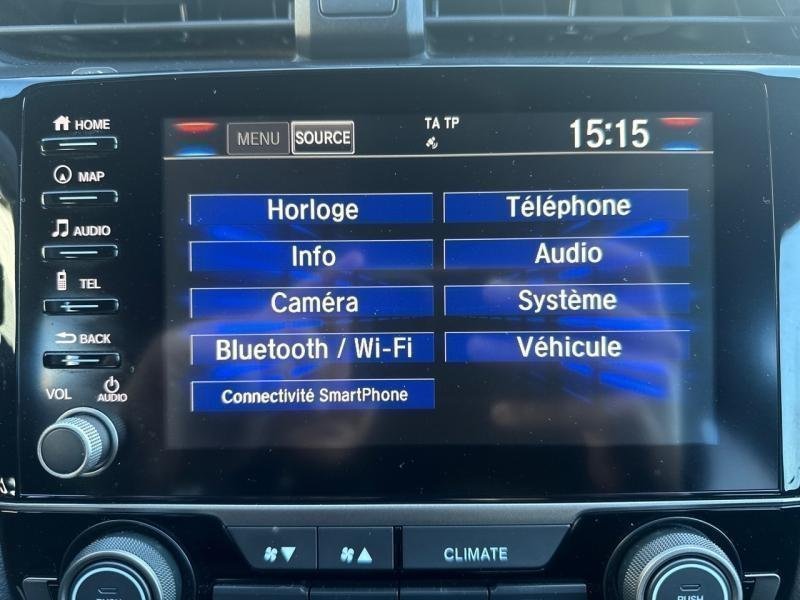 HOME
MAP
AUDIO
TEL
BACK
VOL
AUDIO
MENU SOURCE TA TP 15:15
Horloge Téléphone
Info Audio
Caméra Système
Bluetooth / Wi-Fi Véhicule
Connectivité SmartPhone
CLIMATE
PUSH